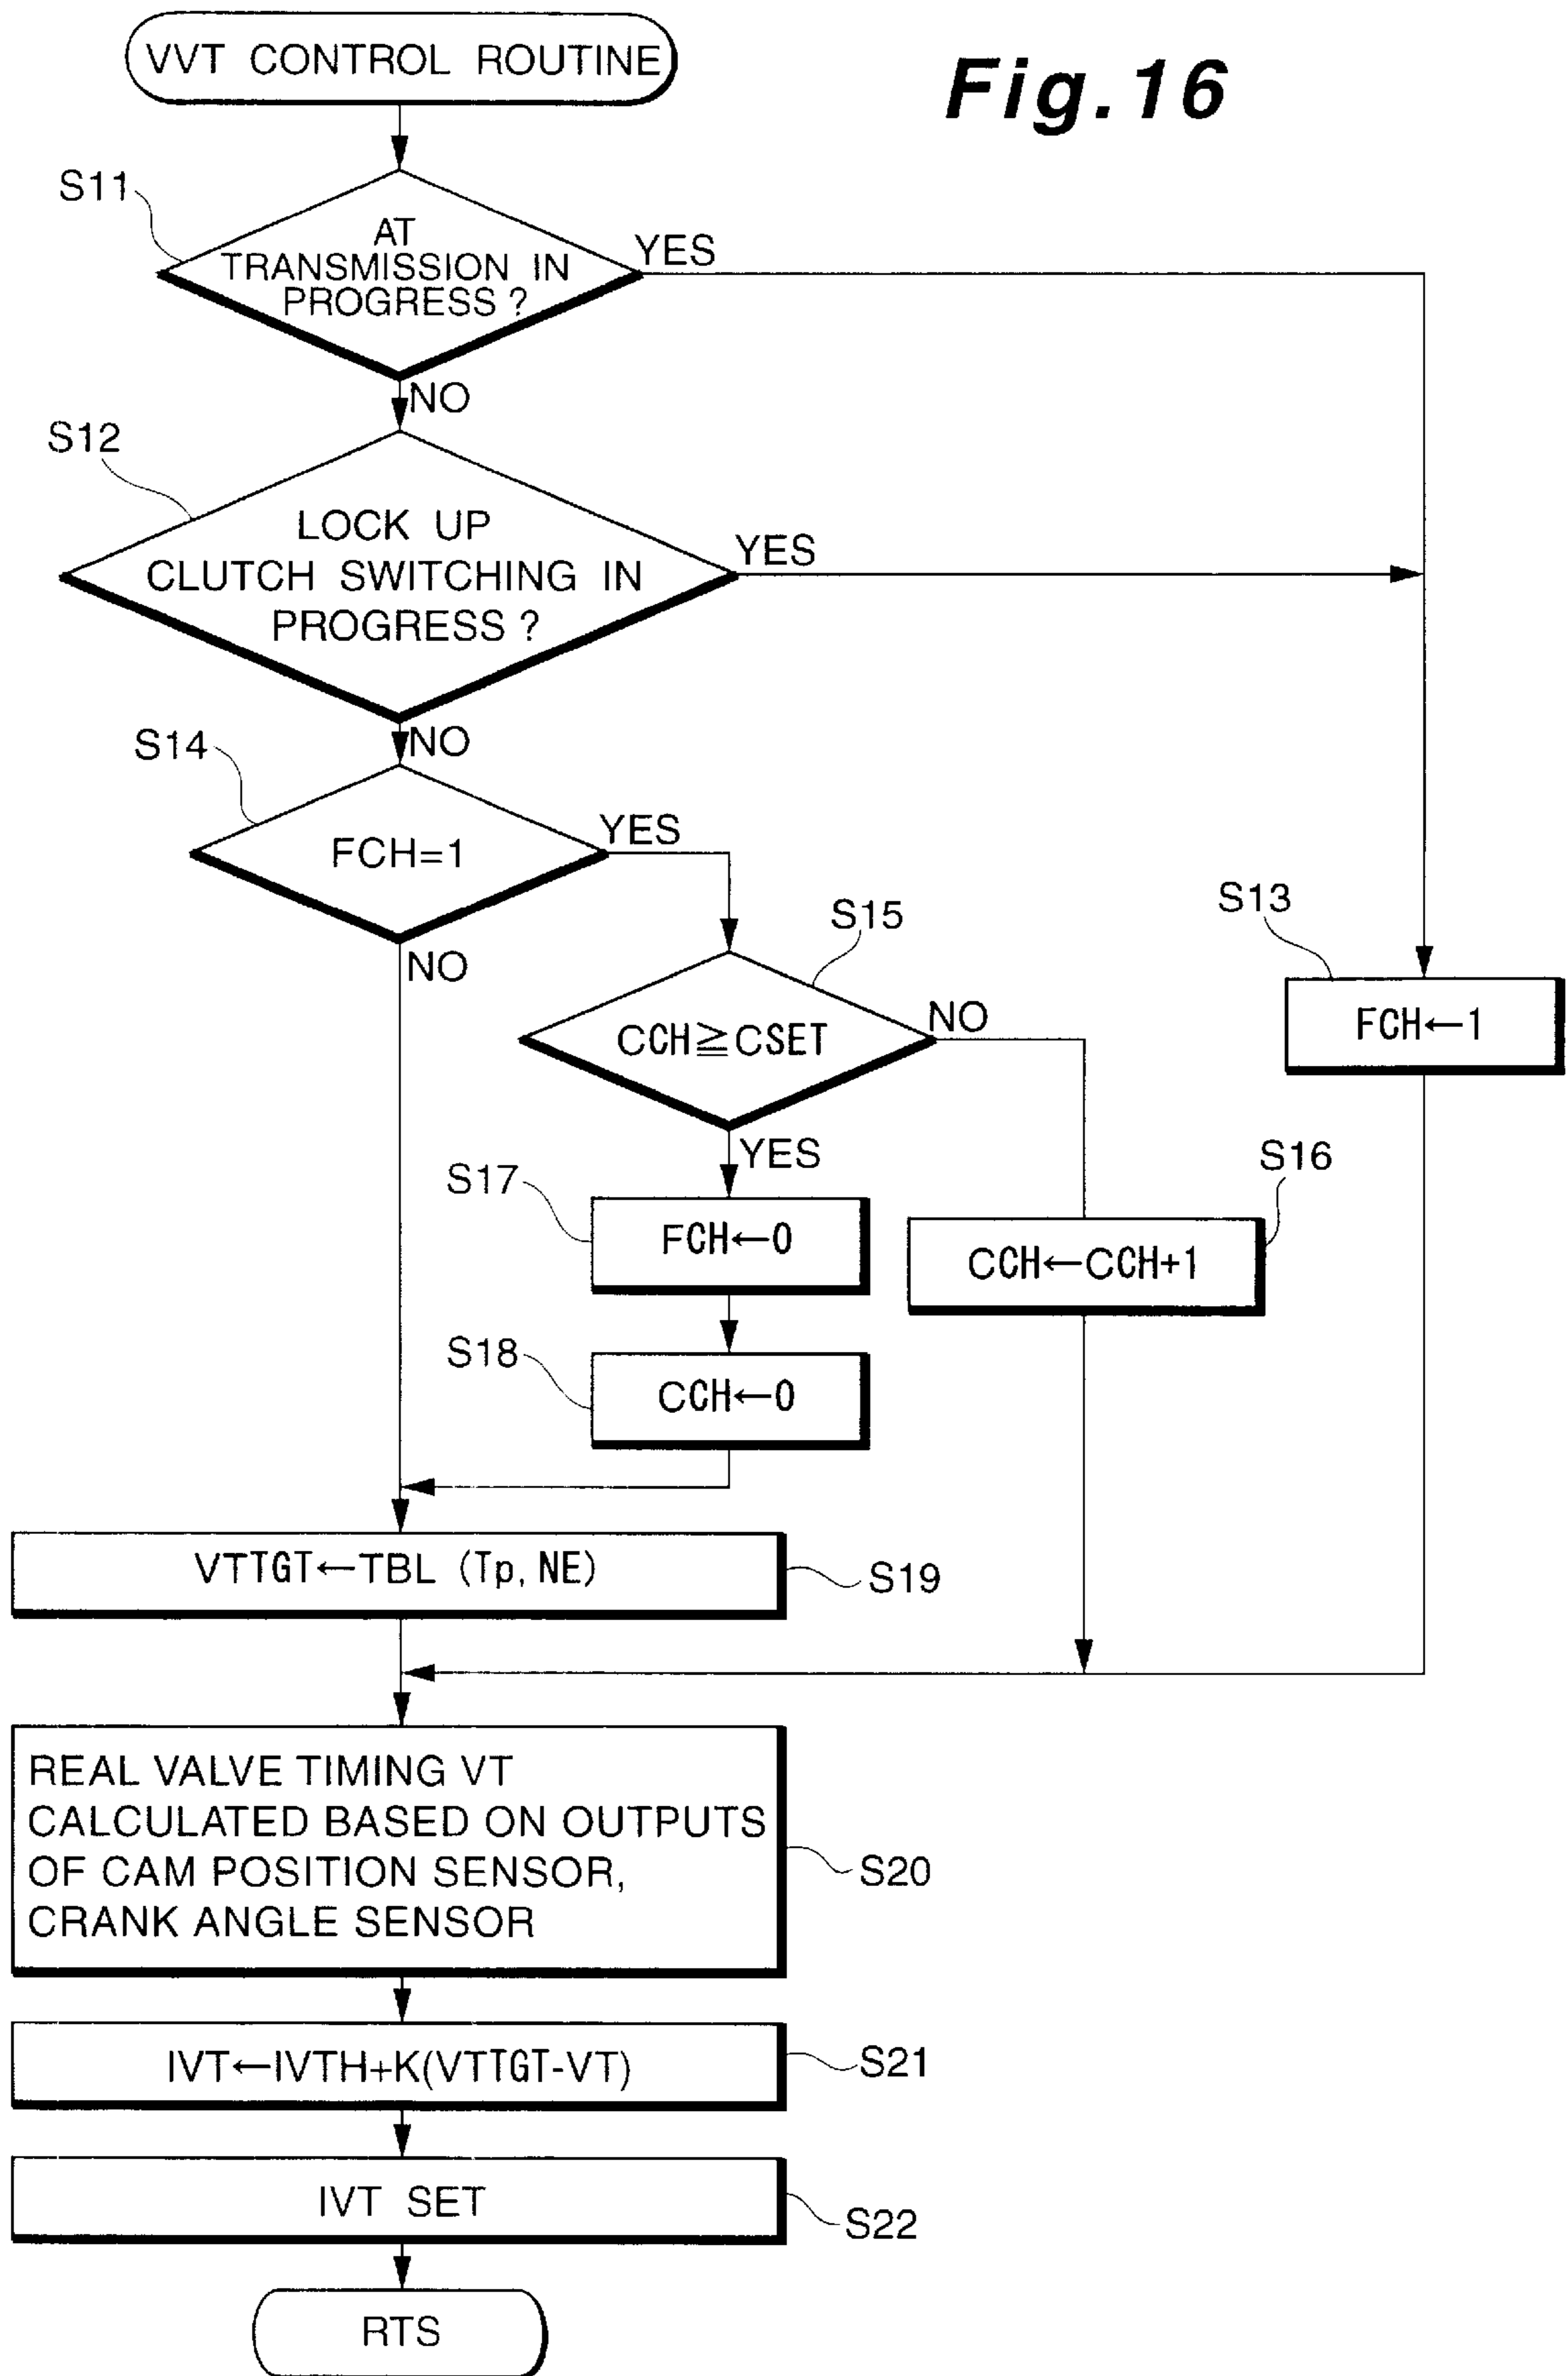 VVT CONTROL ROUTINE
Fig.16
S11
AT
TRANSMISSION IN
PROGRESS ?
YES
NO
S12
LOCK UP
CLUTCH SWITCHING IN
PROGRESS ?
YES
NO
S14
FCH=1
YES
NO
S15
CCH≧CSET
NO
YES
S13
FCH←1
S17
FCH←0
S16
CCH←CCH+1
S18
CCH←0
VTTGT←TBL (Tp, NE)
S19
REAL VALVE TIMING VT
CALCULATED BASED ON OUTPUTS
OF CAM POSITION SENSOR,
CRANK ANGLE SENSOR
S20
IVT←IVTH+K(VTTGT-VT)
S21
IVT SET
S22
RTS